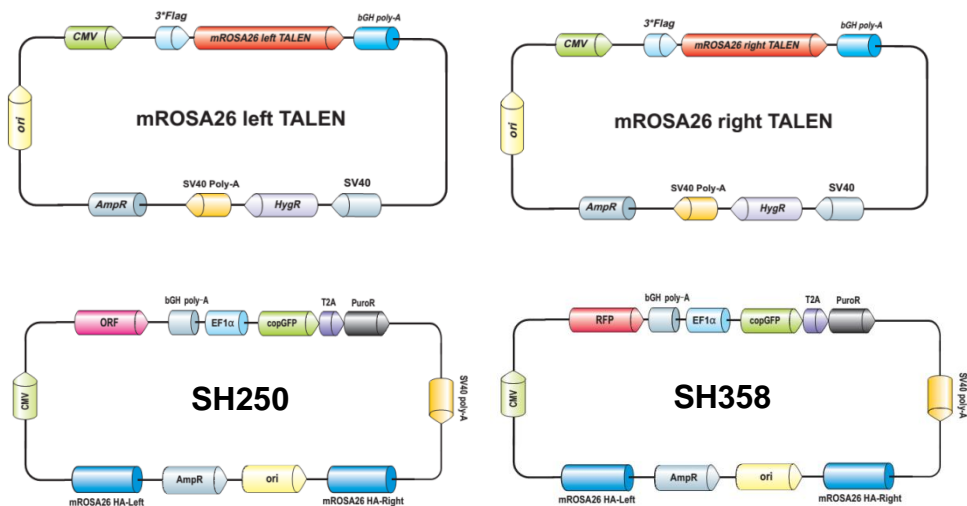 3*Flag
bGH poly-A
CMV
mROSA26 left TALEN
ori
mROSA26 left TALEN
SV40 Poly-A
SV40
AmpR
HygR
3*Flag
bGH poly-A
CMV
mROSA26 right TALEN
ori
mROSA26 right TALEN
SV40 Poly-A
SV40
AmpR
HygR
bGH poly-A
T2A
PuroR
ORF
EF1α
copGFP
CMV
SH250
SV40 poly-A
AmpR
ori
mROSA26 HA-Left
mROSA26 HA-Right
bGH poly-A
T2A
PuroR
RFP
EF1α
copGFP
CMV
SH358
SV40 poly-A
AmpR
ori
mROSA26 HA-Left
mROSA26 HA-Right